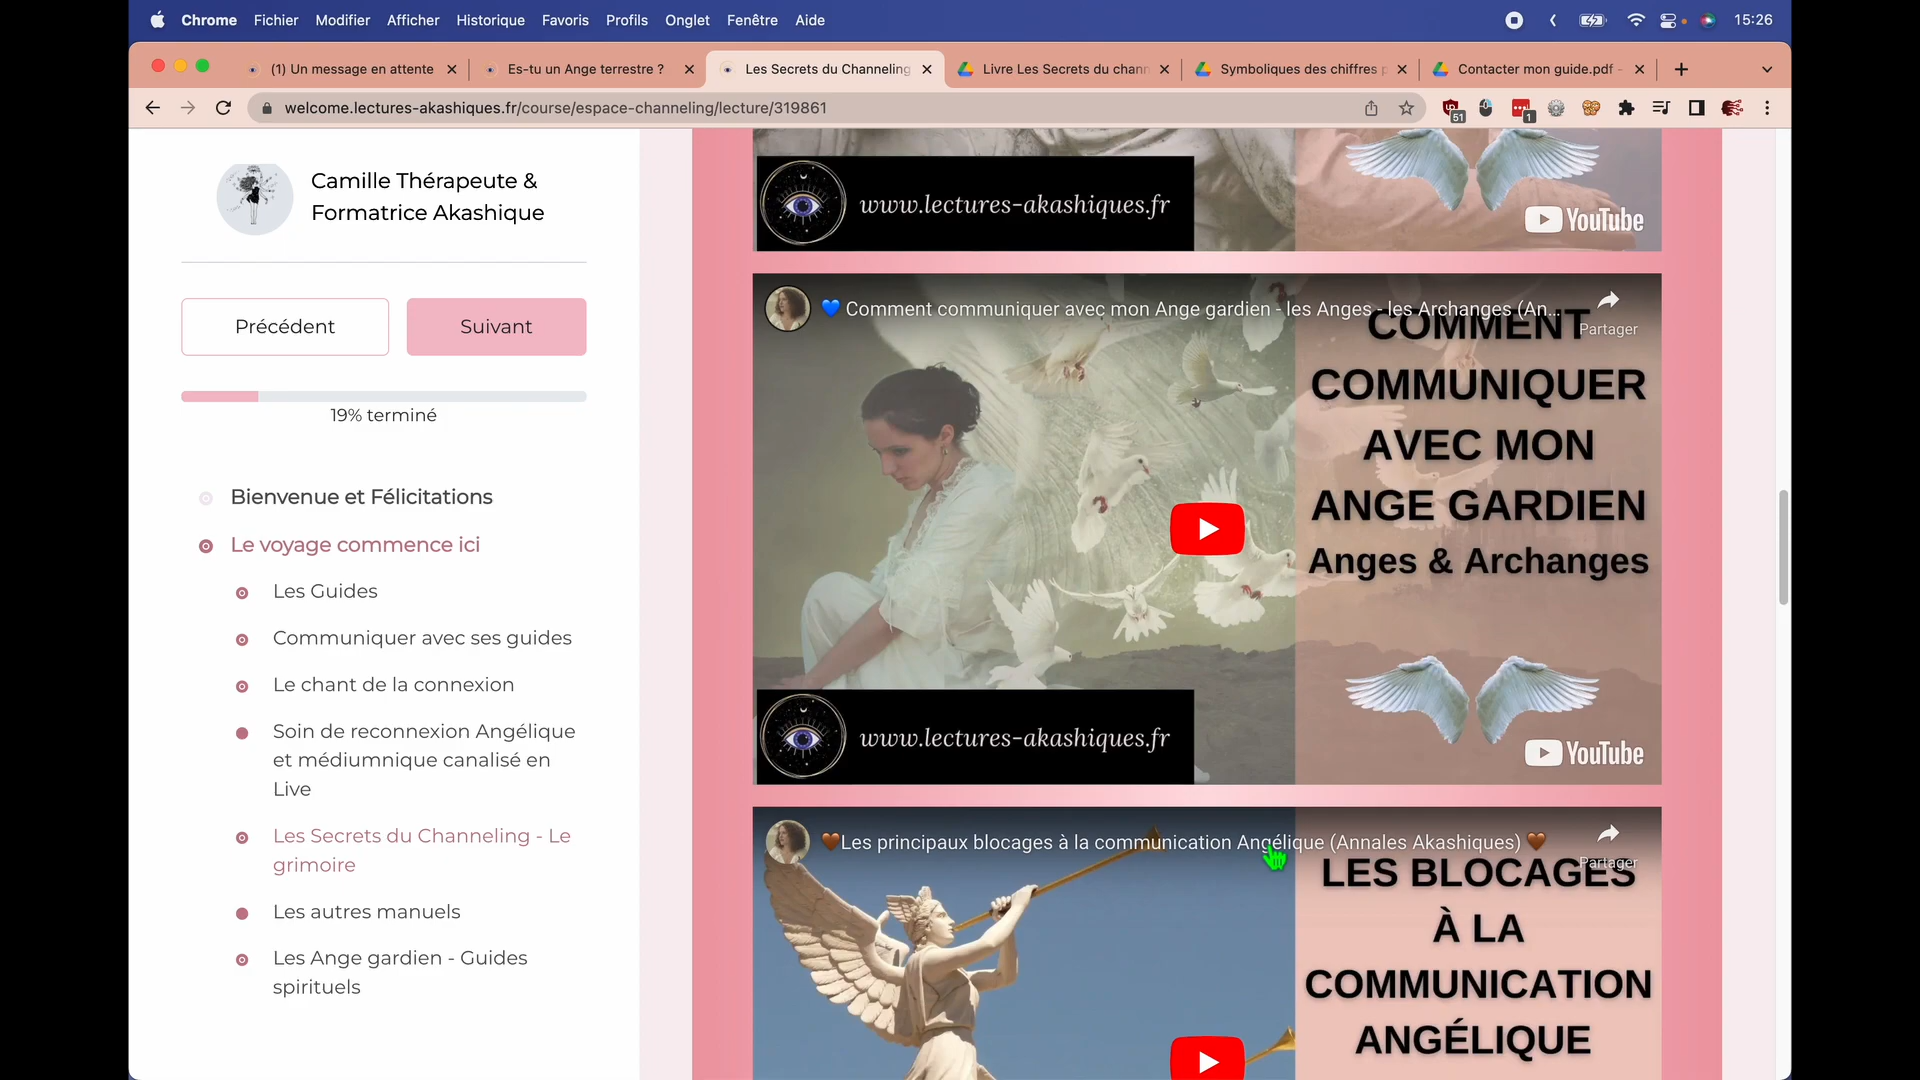 Chrome Fichier Modifier Afficher Historique Favoris Profils Onglet Fenêtre Aide 15:26
(1) Un message en attente
Es-tu un Ange terrestre ?
Les Secrets du Channeling
Livre Les Secrets du chann
Symboliques des chiffres p
Contacter mon guide.pdf -
welcome.lectures-akashiques.fr/course/espace-channeling/lecture/319861
51
1
Camille Thérapeute &
Formatrice Akashique
Précédent
Suivant
19% terminé
Bienvenue et Félicitations
Le voyage commence ici
Les Guides
Communiquer avec ses guides
Le chant de la connexion
Soin de reconnexion Angélique
et médiumnique canalisé en
Live
Les Secrets du Channeling - Le
grimoire
Les autres manuels
Les Ange gardien - Guides
spirituels
www.lectures-akashiques.fr
YouTube
💙 Comment communiquer avec mon Ange gardien - les Anges - les Archanges (An...
Partager
COMMENT
COMMUNIQUER
AVEC MON
ANGE GARDIEN
Anges & Archanges
www.lectures-akashiques.fr
YouTube
🤎Les principaux blocages à la communication Angélique (Annales Akashiques) 🤎
Partager
LES BLOCAGES
À LA
COMMUNICATION
ANGÉLIQUE